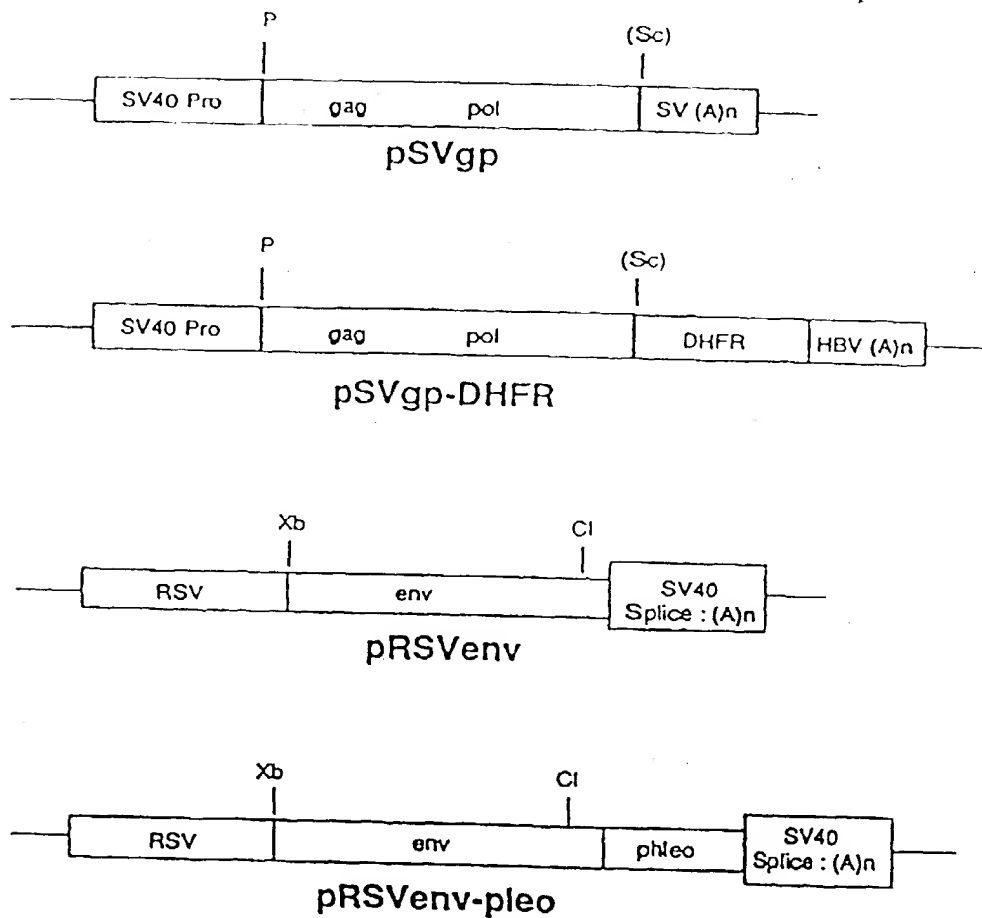 P (Sc)
SV40 Pro gag pol SV (A)n
pSVgp
P (Sc)
SV40 Pro gag pol DHFR HBV (A)n
pSVgp-DHFR
Xb Cl
RSV env SV40
Splice : (A)n
pRSVenv
Xb Cl
RSV env phleo SV40
Splice : (A)n
pRSVenv-pleo